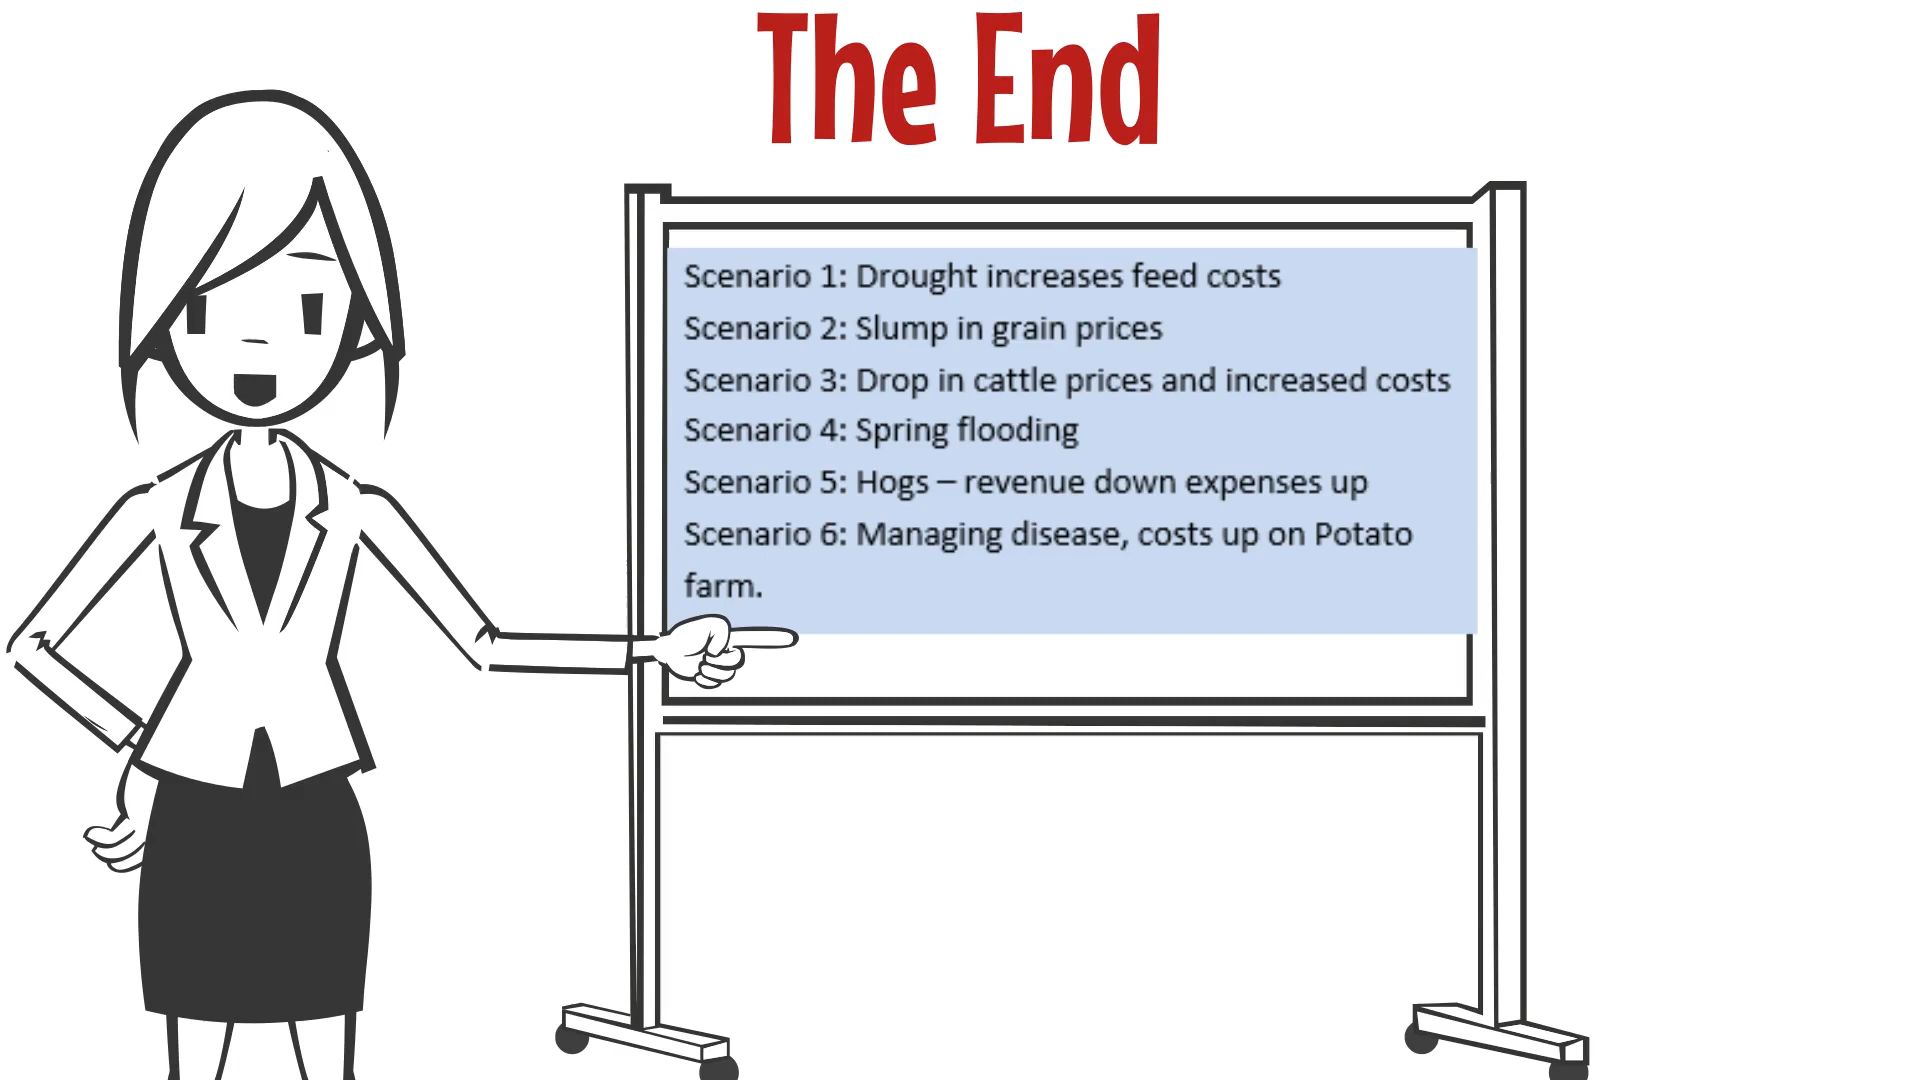 The End
Scenario 1: Drought increases feed costs
Scenario 2: Slump in grain prices
Scenario 3: Drop in cattle prices and increased costs
Scenario 4: Spring flooding
Scenario 5: Hogs – revenue down expenses up
Scenario 6: Managing disease, costs up on Potato
farm.